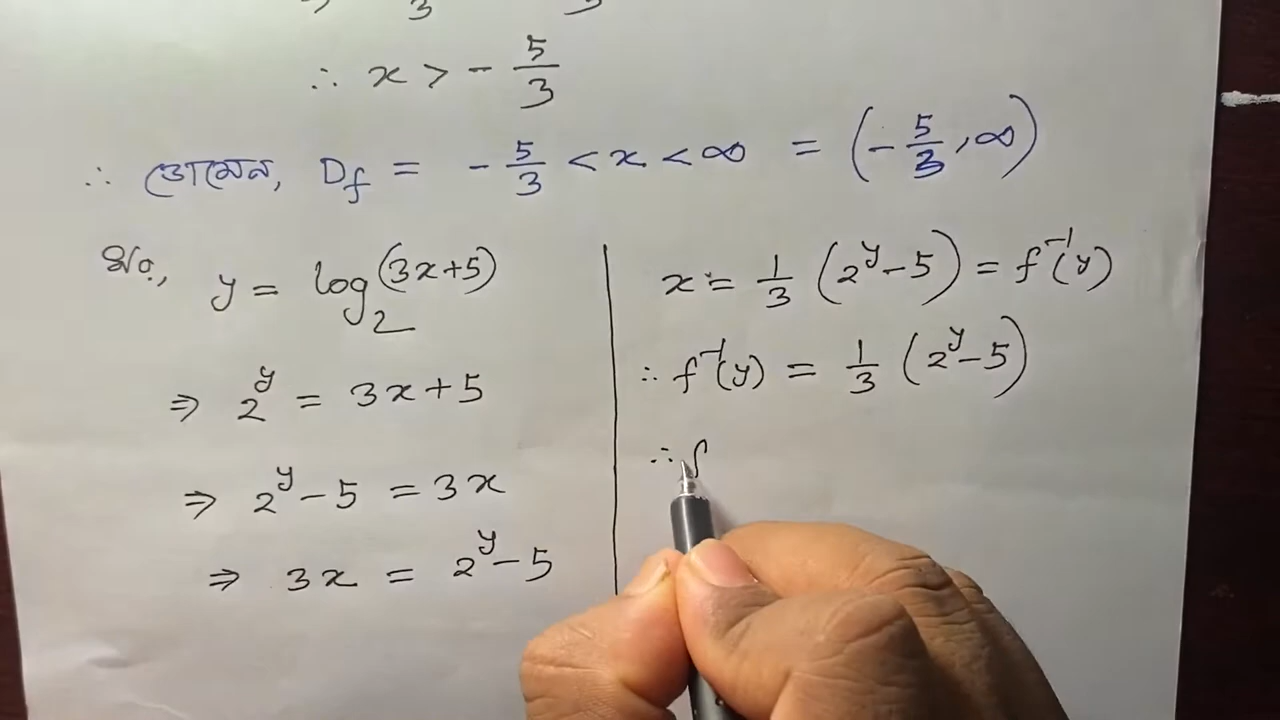 ∴ x > - 5/3
∴ ডোমেন, D_f = - 5/3 < x < ∞ = (- 5/3, ∞)
y = log_2 (3x+5)
⇒ 2^y = 3x+5
⇒ 2^y - 5 = 3x
⇒ 3x = 2^y - 5
x = 1/3 (2^y - 5) = f^-1(y)
∴ f^-1(y) = 1/3 (2^y - 5)
∴ f